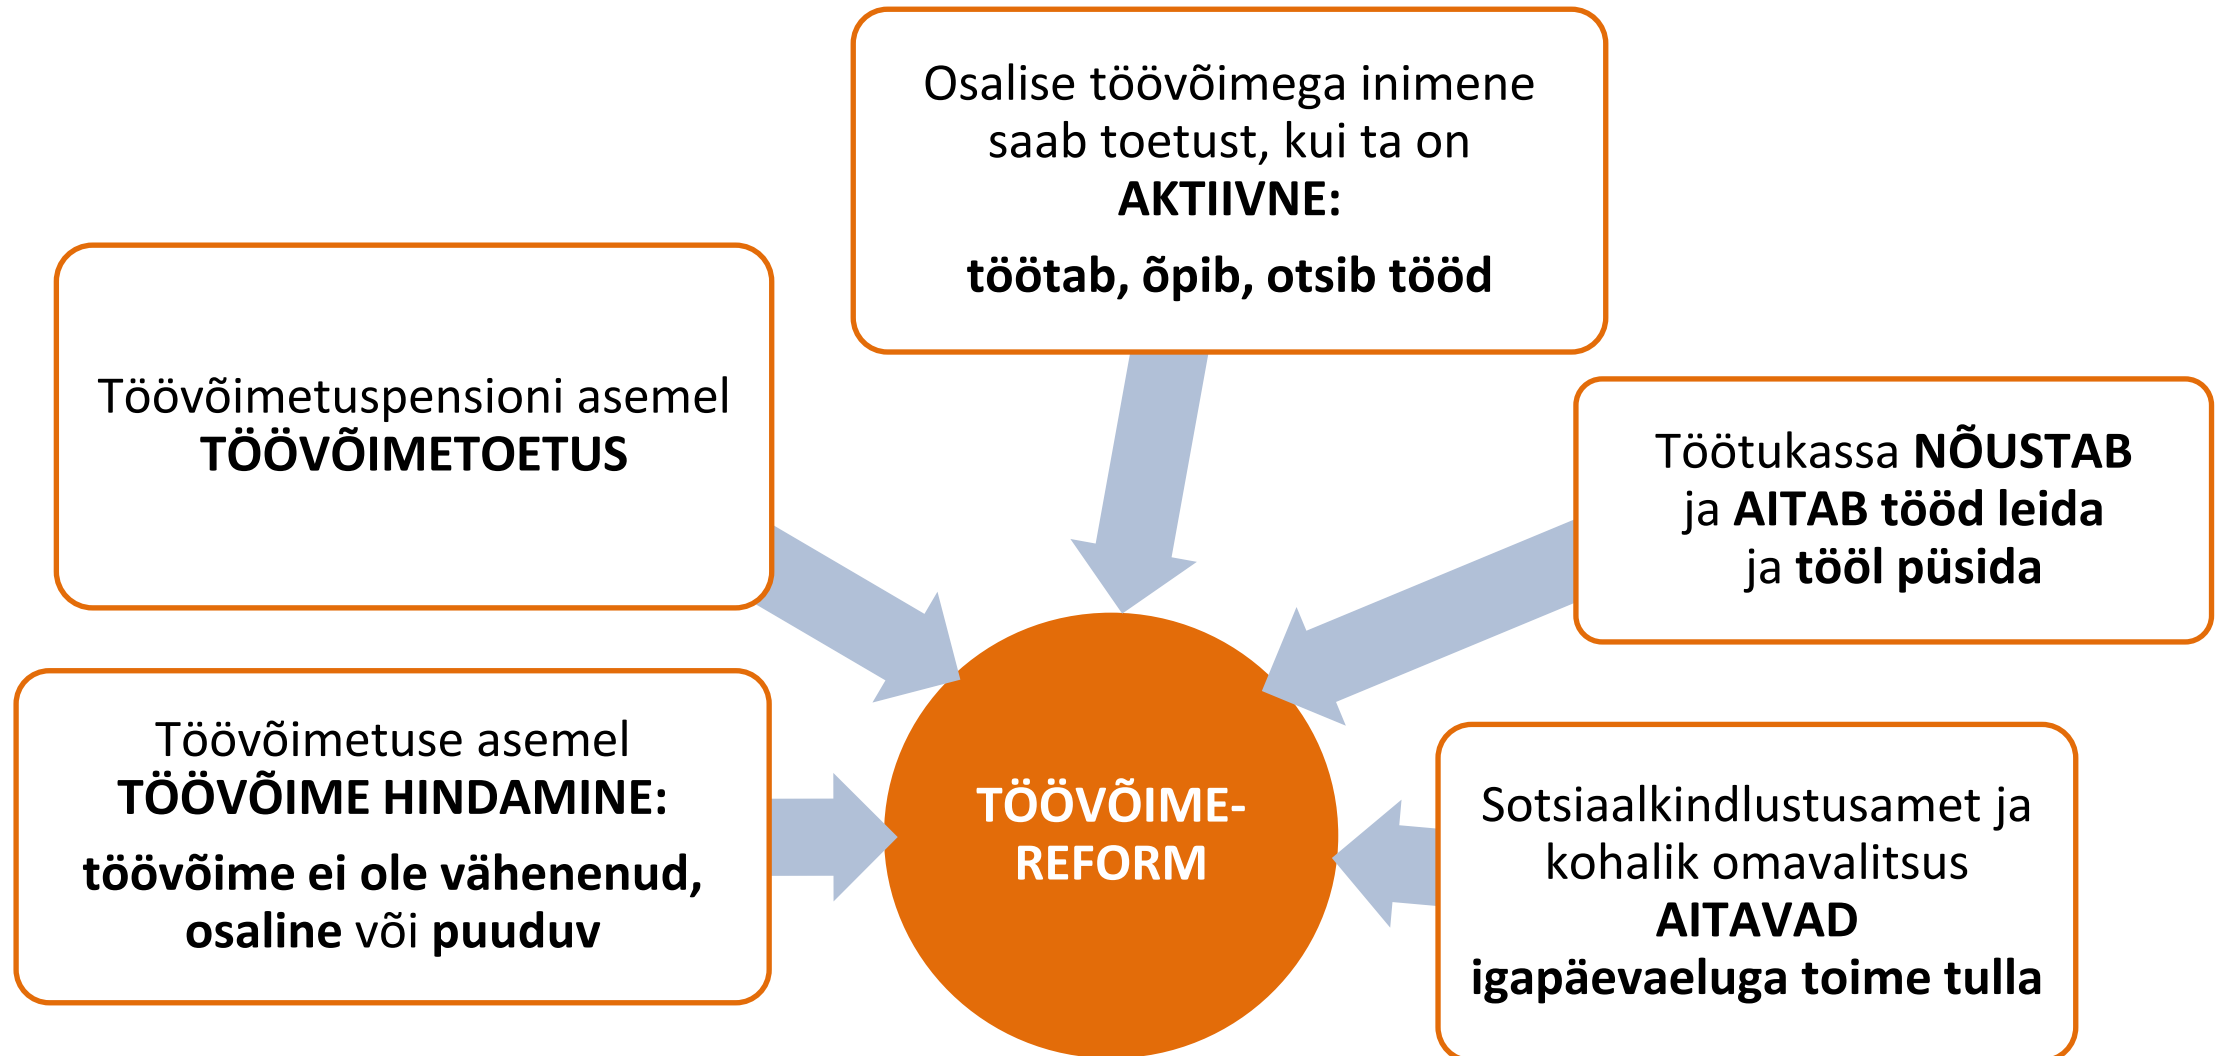 Osalise töövõimega inimene
saab toetust, kui ta on
AKTIIVNE:
töötab, õpib, otsib tööd
Töövõimetuspensioni asemel
TÖÖVÕIMETOETUS
Töötukassa NÕUSTAB
ja AITAB tööd leida
ja tööl püsida
Töövõimetuse asemel
TÖÖVÕIME HINDAMINE:
töövõime ei ole vähenenud,
osaline või puuduv
TÖÖVÕIME-
REFORM
Sotsiaalkindlustusamet ja
kohalik omavalitsus
AITAVAD
igapäevaeluga toime tulla